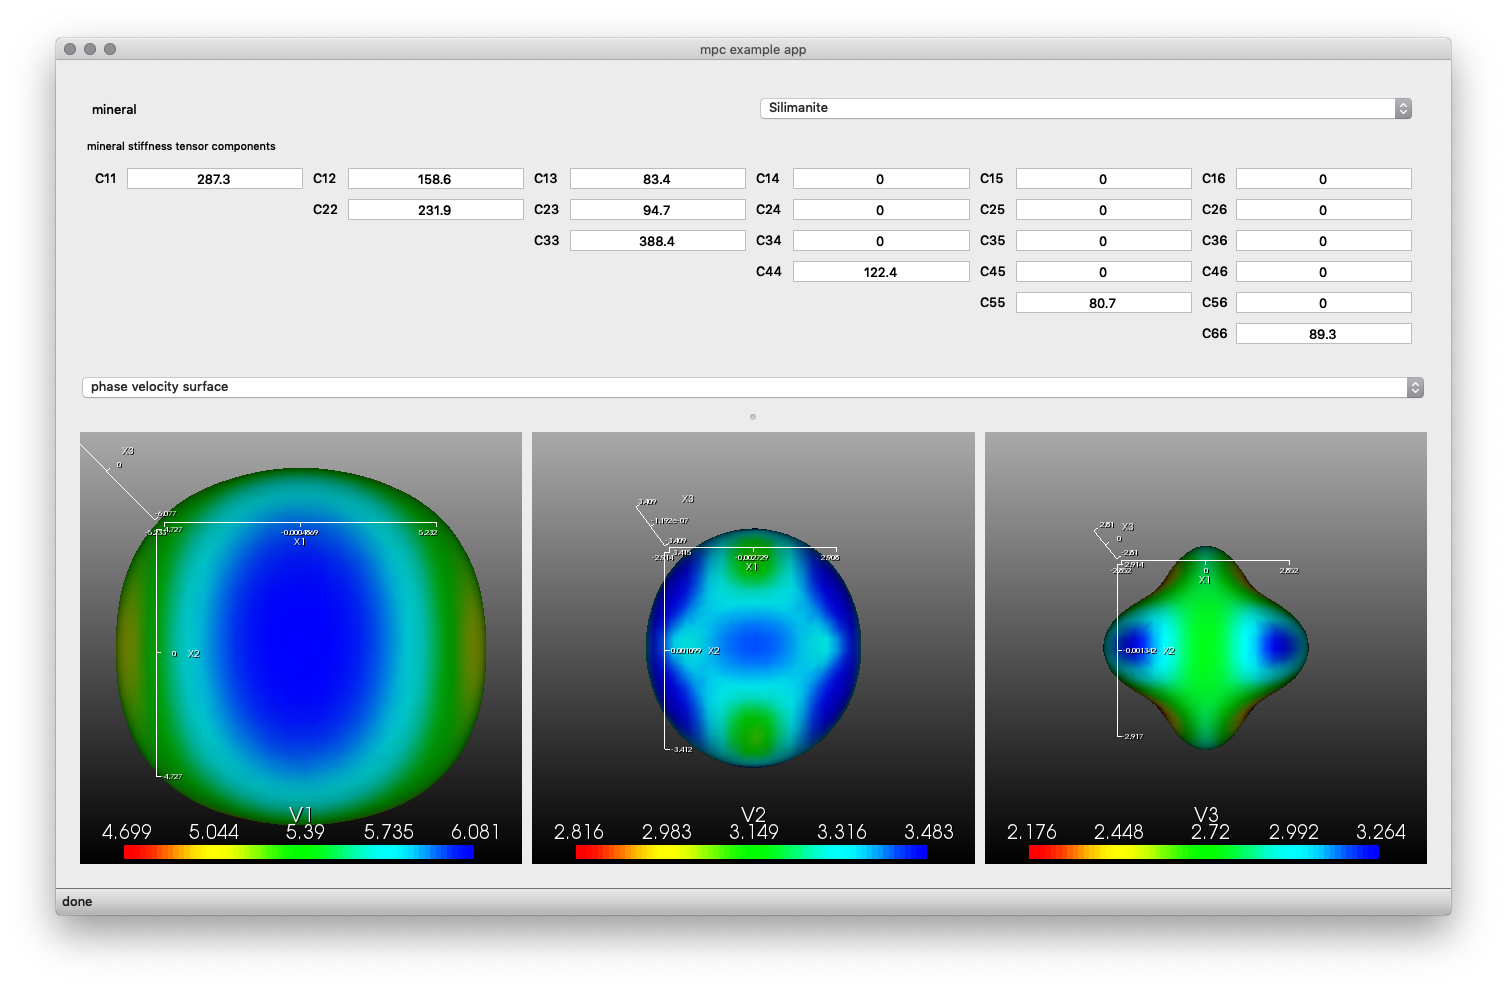 mpc example app
mineral
Silimanite
mineral stiffness tensor components
C11 287.3 C12 158.6 C13 83.4 C14 0 C15 0 C16 0
C22 231.9 C23 94.7 C24 0 C25 0 C26 0
C33 388.4 C34 0 C35 0 C36 0
C44 122.4 C45 0 C46 0
C55 80.7 C56 0
C66 89.3
phase velocity surface
X3
0
-6.077
4.727
-0.0004869
5.232
X1
0 X2
-4.727
V1
4.699 5.044 5.39 5.735 6.081
3.409 X3
-1.192e-07
-3.409
3.415
-2.914
-0.002729
2.908
X1
-0.001099 X2
-3.412
V2
2.816 2.983 3.149 3.316 3.483
2.81 X3
0
-2.81
2.914
0
2.852
X1
-0.001342 X2
-2.917
V3
2.176 2.448 2.72 2.992 3.264
done